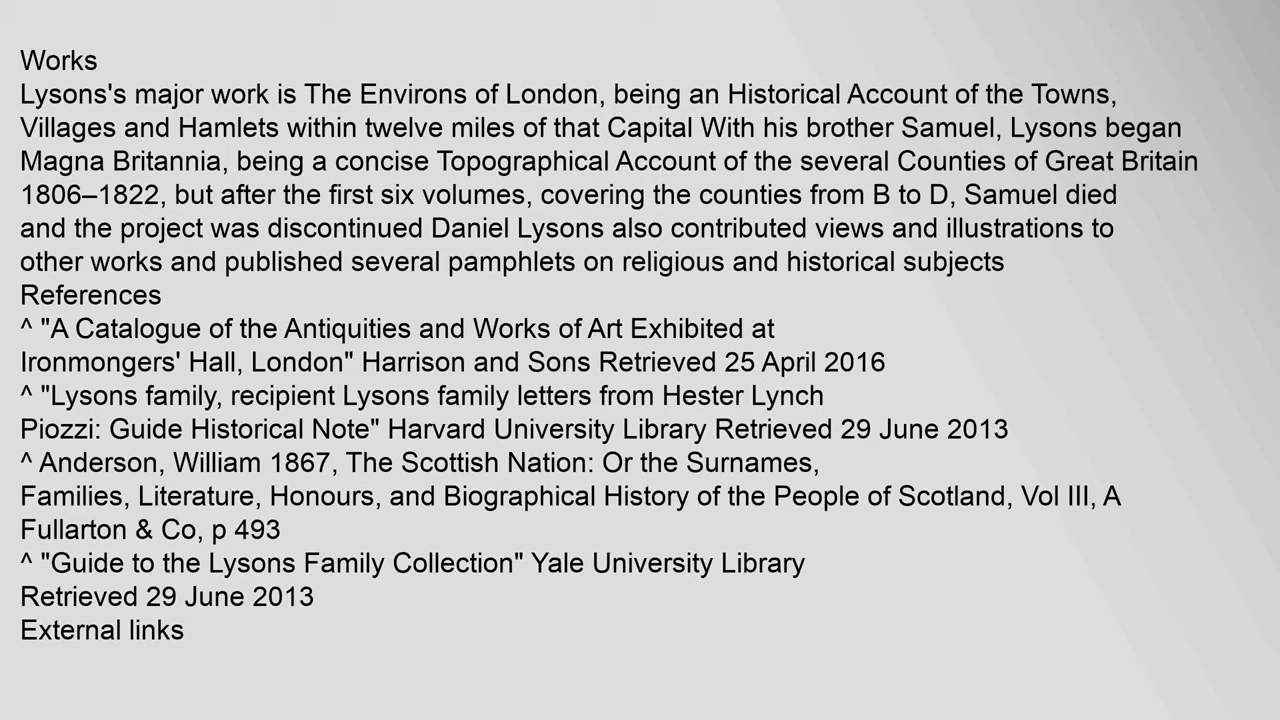 Works
Lysons's major work is The Environs of London, being an Historical Account of the Towns,
Villages and Hamlets within twelve miles of that Capital With his brother Samuel, Lysons began
Magna Britannia, being a concise Topographical Account of the several Counties of Great Britain
1806–1822, but after the first six volumes, covering the counties from B to D, Samuel died
and the project was discontinued Daniel Lysons also contributed views and illustrations to
other works and published several pamphlets on religious and historical subjects
References
^ "A Catalogue of the Antiquities and Works of Art Exhibited at
Ironmongers' Hall, London" Harrison and Sons Retrieved 25 April 2016
^ "Lysons family, recipient Lysons family letters from Hester Lynch
Piozzi: Guide Historical Note" Harvard University Library Retrieved 29 June 2013
^ Anderson, William 1867, The Scottish Nation: Or the Surnames,
Families, Literature, Honours, and Biographical History of the People of Scotland, Vol III, A
Fullarton & Co, p 493
^ "Guide to the Lysons Family Collection" Yale University Library
Retrieved 29 June 2013
External links